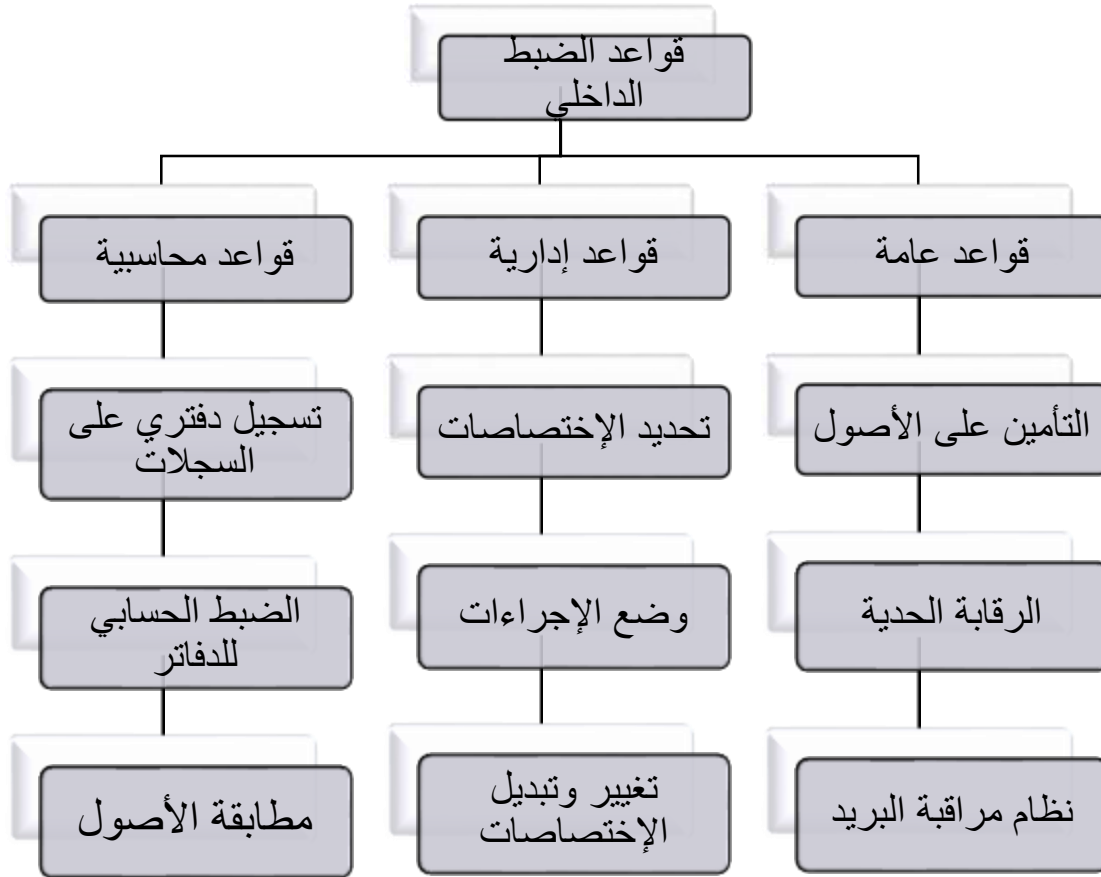 قواعد الضبط
الداخلي
قواعد عامة
قواعد إدارية
قواعد محاسبية
التأمين على الأصول
تحديد الإختصاصات
تسجيل دفتري على
السجلات
الرقابة الحدية
وضع الإجراءات
الضبط الحسابي
للدفاتر
نظام مراقبة البريد
تغيير وتبديل
الإختصاصات
مطابقة الأصول